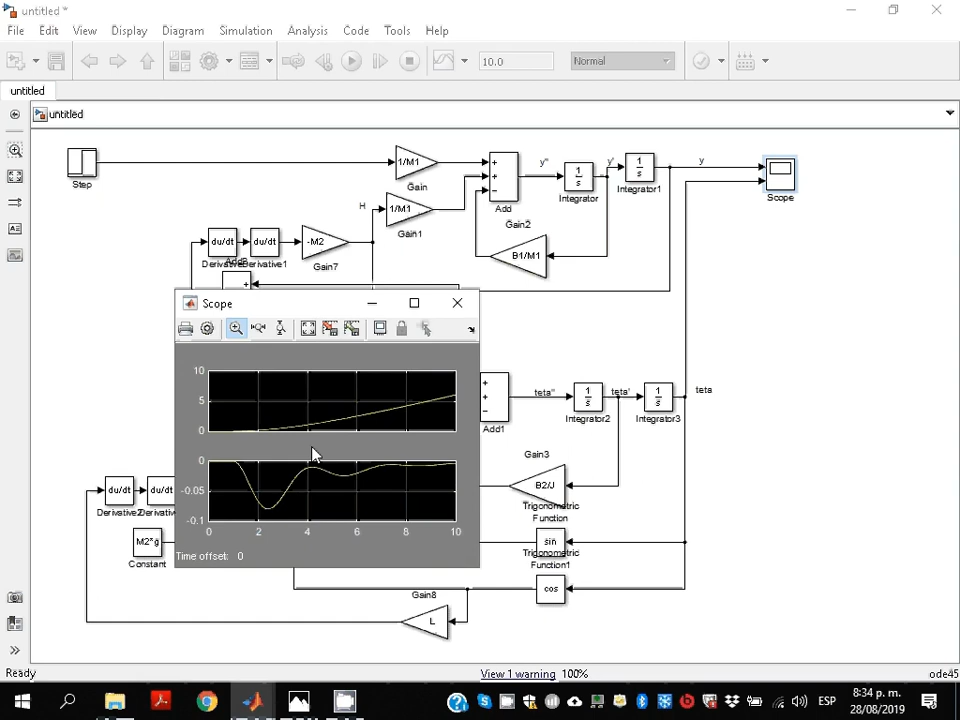 untitled *
File Edit View Display Diagram Simulation Analysis Code Tools Help
10.0 Normal
untitled
untitled
Step
1/M1
Gain
+
+
−
Add
y''
1
s
Integrator
y'
1
s
Integrator1
y
Scope
H
1/M1
Gain1
Gain2
B1/M1
du/dt
du/dt
Derivative1
-M2
Gain7
+
Scope
10
5
0
0
-0.05
-0.1
0 2 4 6 8 10
Time offset: 0
+
+
−
Add1
teta''
1
s
Integrator2
teta'
1
s
Integrator3
teta
Gain3
B2/J
Trigonometric
Function
sin
Trigonometric
Function1
cos
du/dt
du/dt
M2*g
Constant
Gain8
L
Ready
View 1 warning 100%
ode45
ESP
8:34 p. m.
28/08/2019